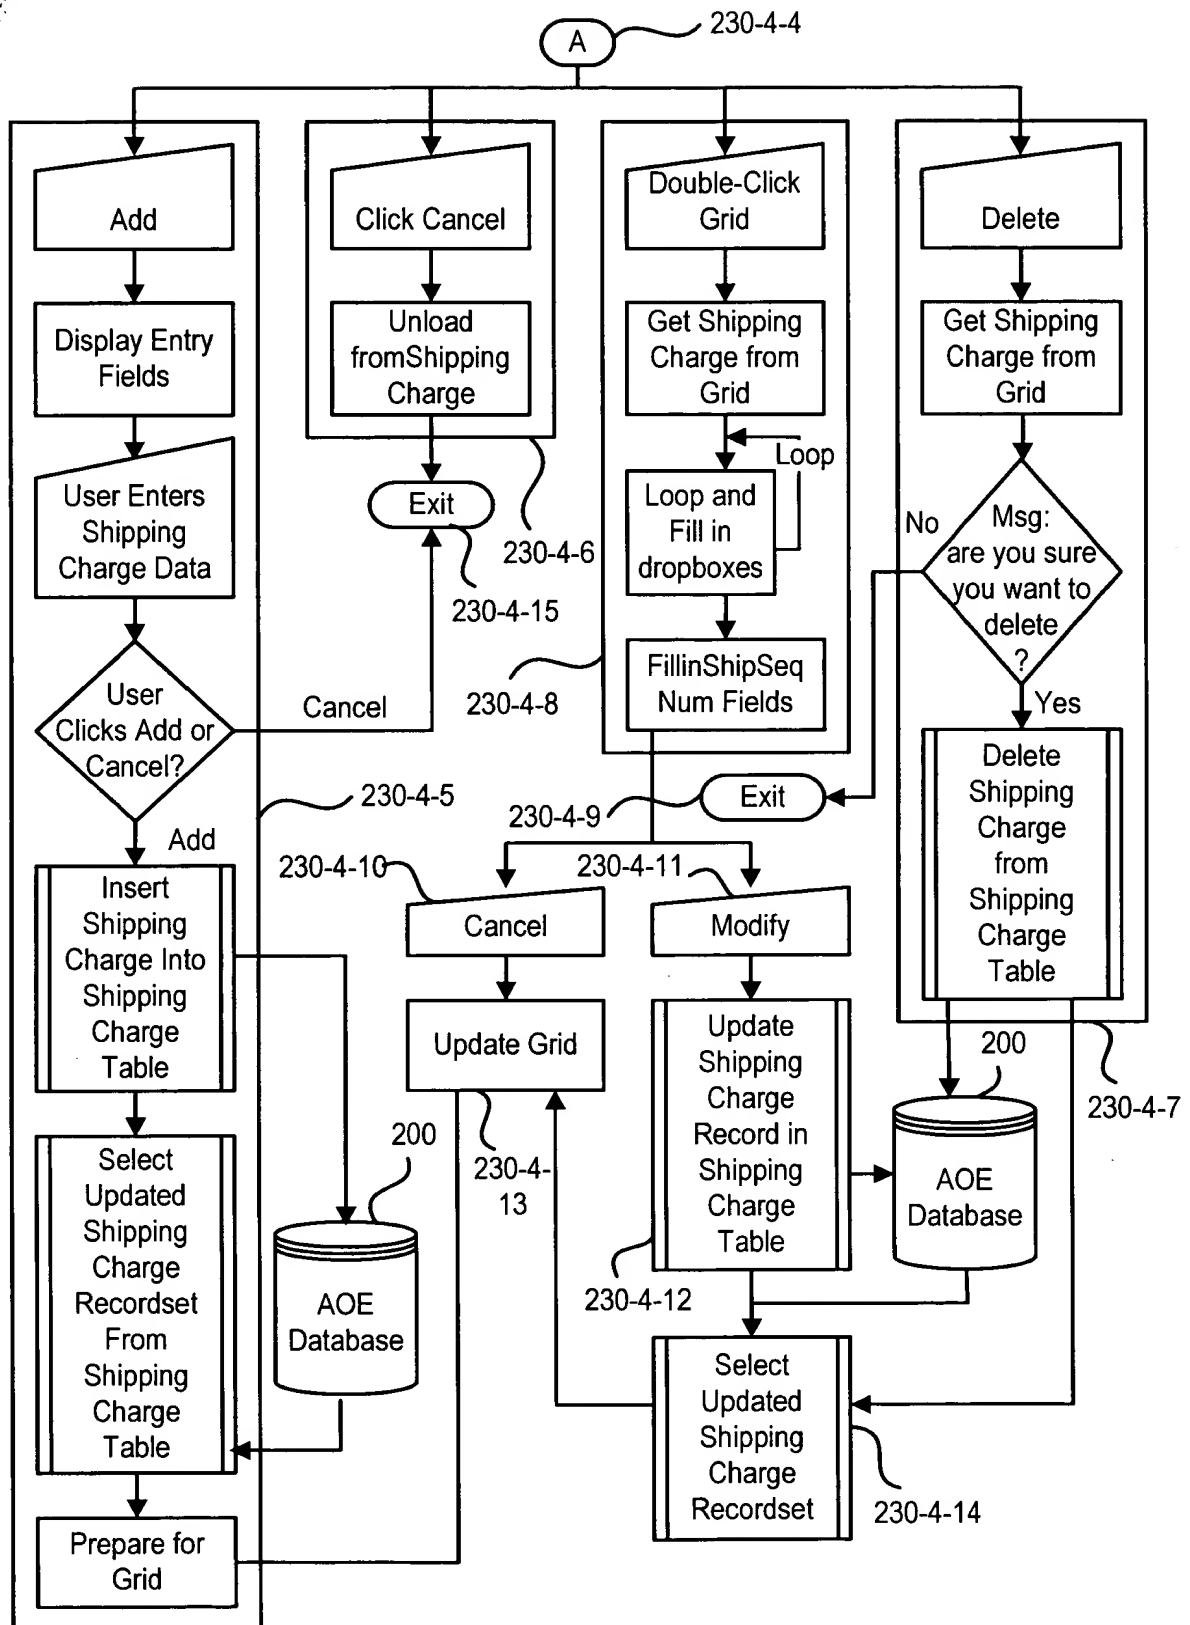 A
230-4-4
Add
Display Entry
Fields
User Enters
Shipping
Charge Data
User
Clicks Add or
Cancel?
Cancel
Add
230-4-5
Insert
Shipping
Charge Into
Shipping
Charge
Table
Select
Updated
Shipping
Charge
Recordset
From
Shipping
Charge
Table
Prepare for
Grid
200
AOE
Database
Click Cancel
Unload
fromShipping
Charge
Exit
230-4-6
230-4-15
Double-Click
Grid
Get Shipping
Charge from
Grid
Loop
Loop and
Fill in
dropboxes
FillinShipSeq
Num Fields
230-4-8
Exit
230-4-9
230-4-10
Cancel
Update Grid
230-4-
13
230-4-11
Modify
Update
Shipping
Charge
Record in
Shipping
Charge
Table
230-4-12
Select
Updated
Shipping
Charge
Recordset
230-4-14
Delete
Get Shipping
Charge from
Grid
No
Msg:
are you sure
you want to
delete
?
Yes
Delete
Shipping
Charge
from
Shipping
Charge
Table
200
230-4-7
AOE
Database